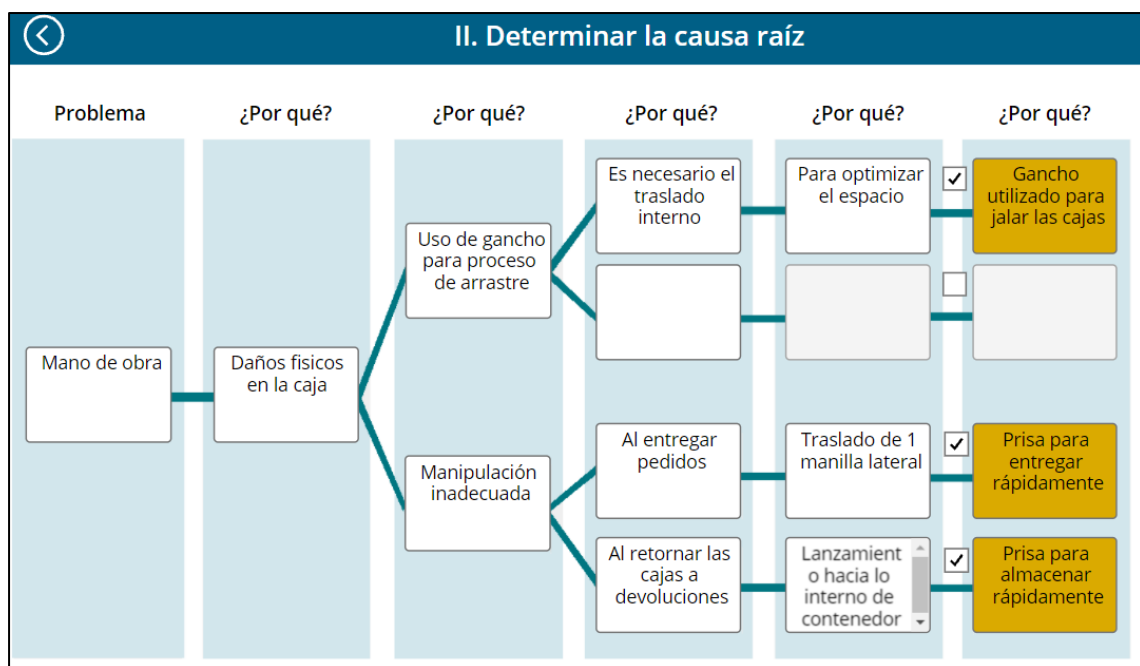 II. Determinar la causa raíz
Problema
¿Por qué?
¿Por qué?
¿Por qué?
¿Por qué?
¿Por qué?
Mano de obra
Daños fisicos
en la caja
Uso de gancho
para proceso
de arrastre
Es necesario el
traslado
interno
Para optimizar
el espacio
Gancho
utilizado para
jalar las cajas
Manipulación
inadecuada
Al entregar
pedidos
Traslado de 1
manilla lateral
Prisa para
entregar
rápidamente
Al retornar las
cajas a
devoluciones
Lanzamient
o hacia lo
interno de
contenedor
Prisa para
almacenar
rápidamente